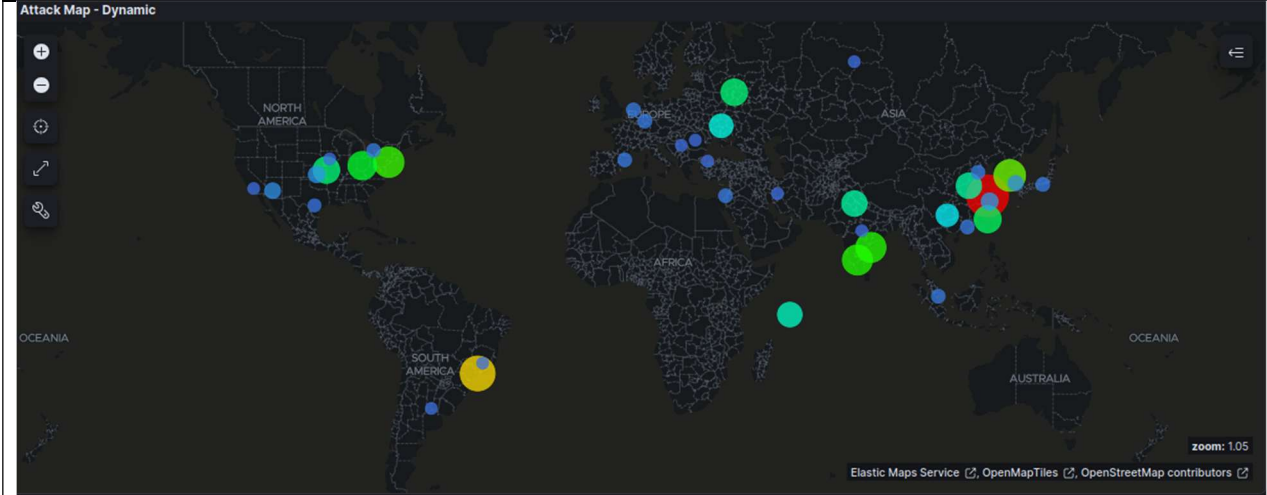 Attack Map - Dynamic
NORTH
AMERICA
EUROPE
ASIA
AFRICA
OCEANIA
OCEANIA
SOUTH
AMERICA
AUSTRALIA
zoom: 1.05
Elastic Maps Service , OpenMapTiles , OpenStreetMap contributors